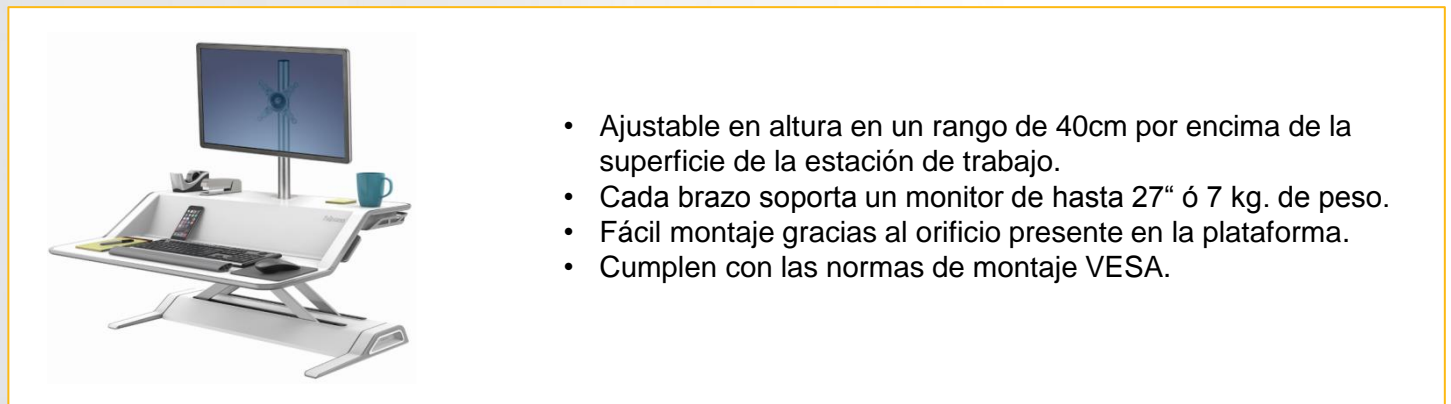 • Ajustable en altura en un rango de 40cm por encima de la
superficie de la estación de trabajo.
• Cada brazo soporta un monitor de hasta 27“ ó 7 kg. de peso.
• Fácil montaje gracias al orificio presente en la plataforma.
• Cumplen con las normas de montaje VESA.